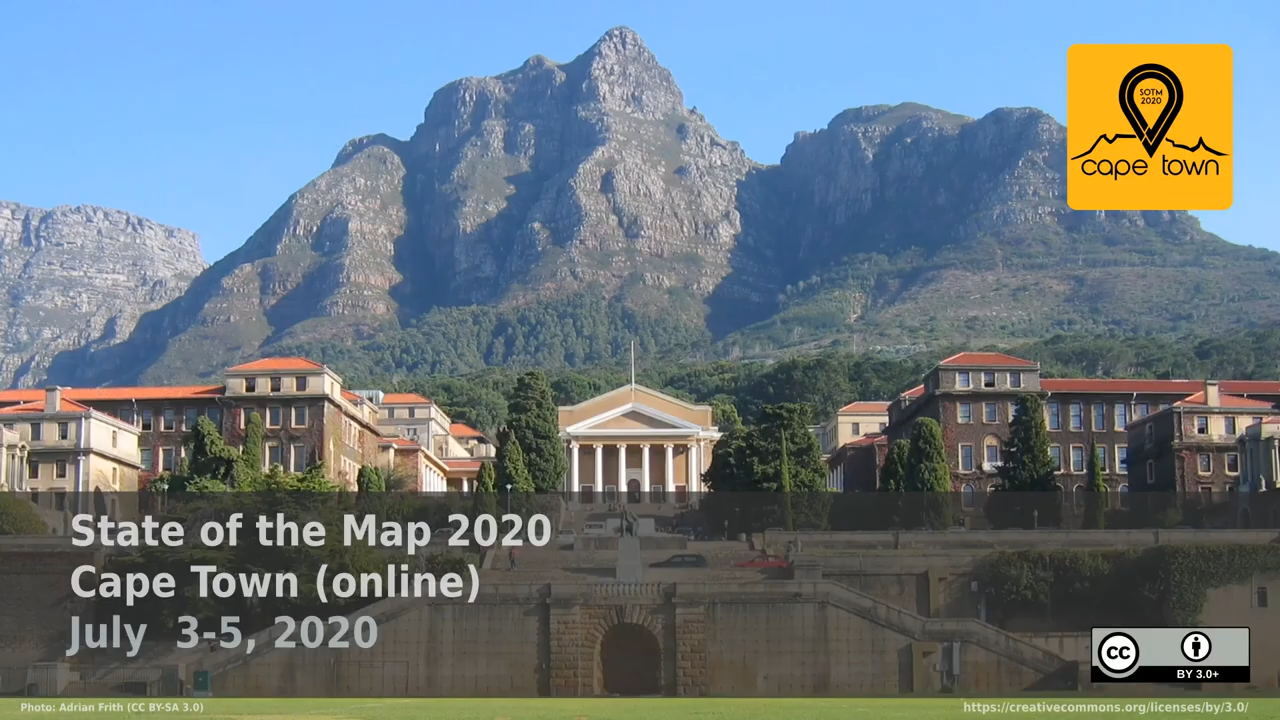 SOTM
2020
cape town
State of the Map 2020
Cape Town (online)
July 3-5, 2020
cc
BY 3.0+
Photo: Adrian Frith (CC BY-SA 3.0)
https://creativecommons.org/licenses/by/3.0/